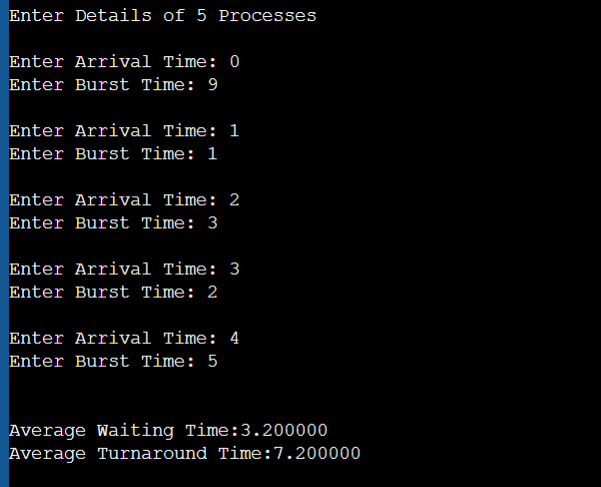 Enter Details of 5 Processes
Enter Arrival Time: 0
Enter Burst Time: 9
Enter Arrival Time: 1
Enter Burst Time: 1
Enter Arrival Time: 2
Enter Burst Time: 3
Enter Arrival Time: 3
Enter Burst Time: 2
Enter Arrival Time: 4
Enter Burst Time: 5
Average Waiting Time:3.200000
Average Turnaround Time:7.200000